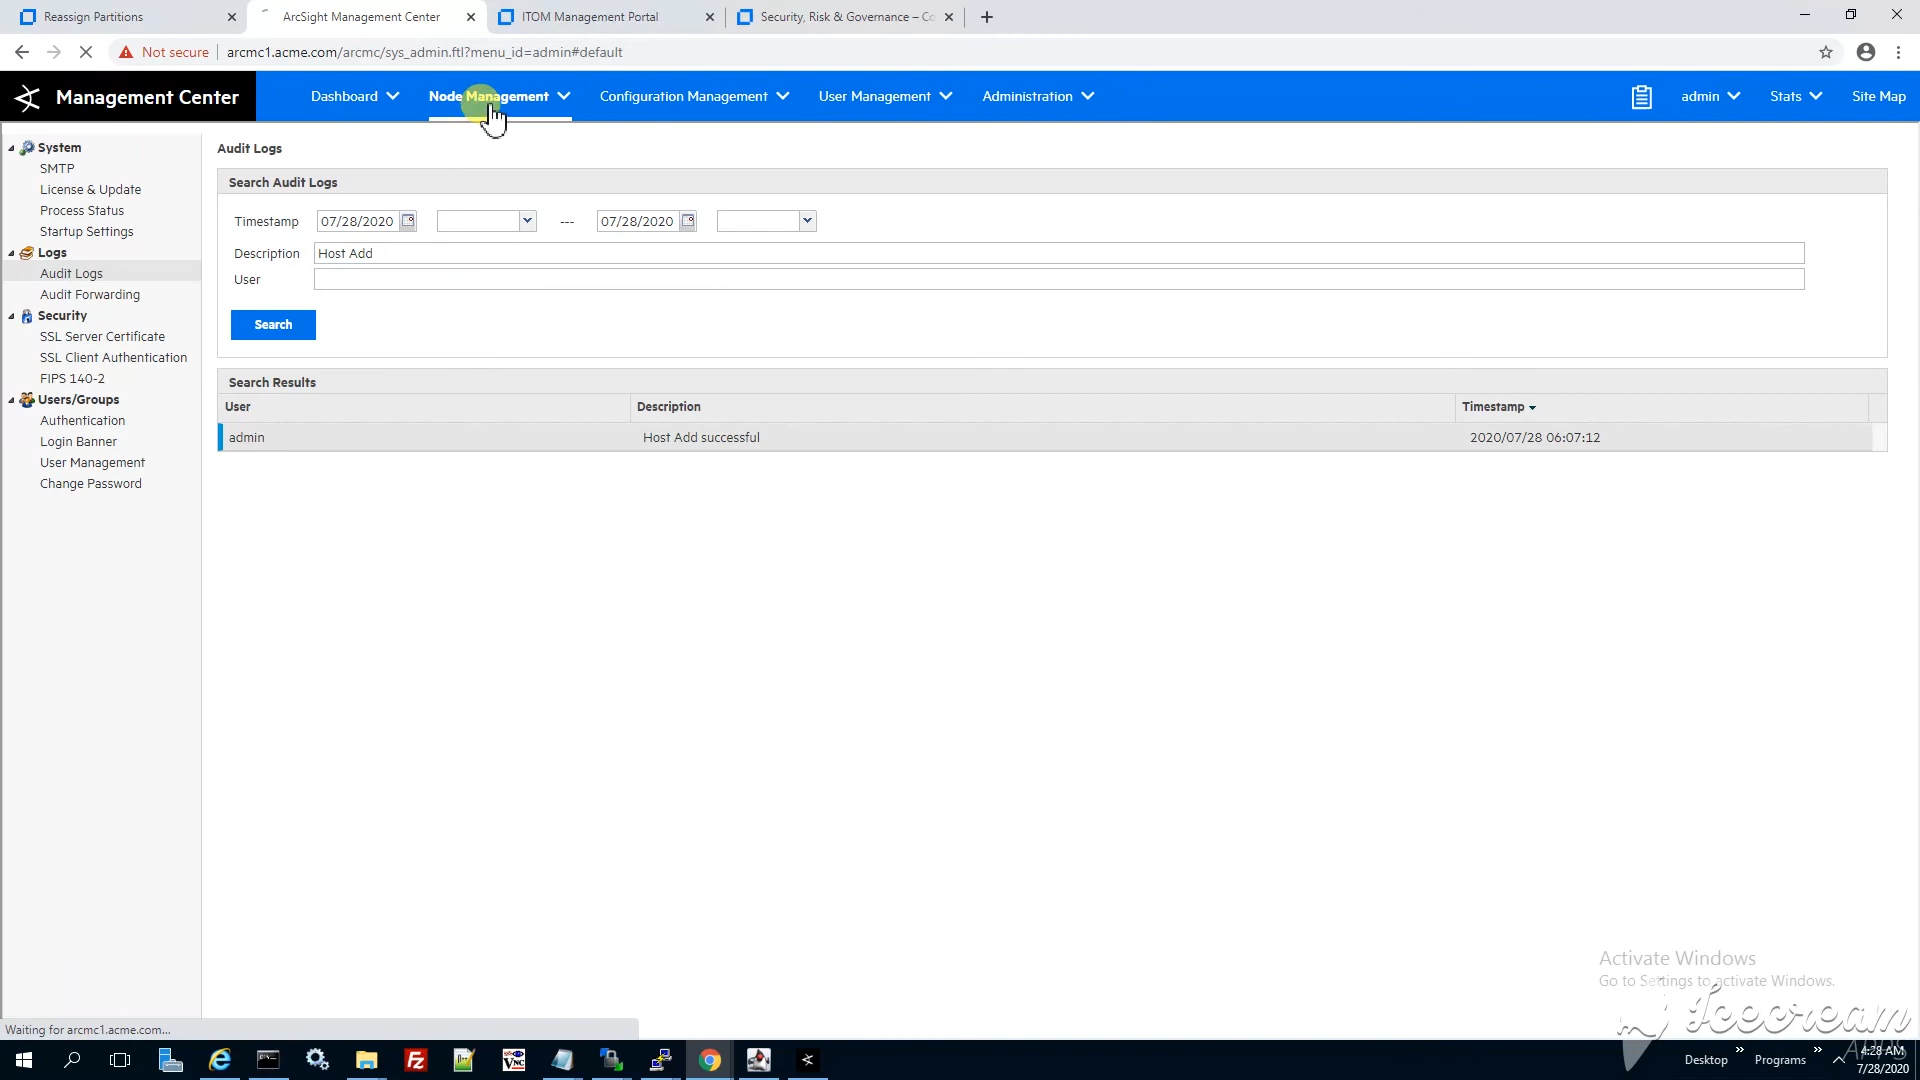 Reassign Partitions
ArcSight Management Center
ITOM Management Portal
Security, Risk & Governance – Co
Not secure
arcmc1.acme.com/arcmc/sys_admin.ftl?menu_id=admin#default
Management Center
Dashboard
Node Management
Configuration Management
User Management
Administration
admin
Stats
Site Map
System
SMTP
License & Update
Process Status
Startup Settings
Logs
Audit Logs
Audit Forwarding
Security
SSL Server Certificate
SSL Client Authentication
FIPS 140-2
Users/Groups
Authentication
Login Banner
User Management
Change Password
Audit Logs
Search Audit Logs
Timestamp 07/28/2020 --- 07/28/2020
Description Host Add
User
Search
Search Results
User Description Timestamp
admin Host Add successful 2020/07/28 06:07:12
Activate Windows
Go to Settings to activate Windows.
Icecream
APPS
Waiting for arcmc1.acme.com...
Desktop
Programs
4:28 AM
7/28/2020